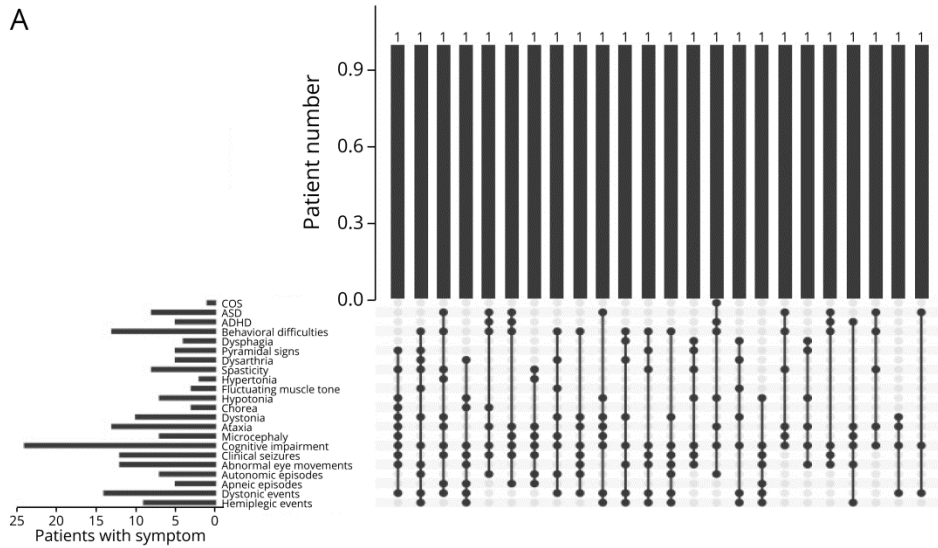 A
1 1 1 1 1 1 1 1 1 1 1 1 1 1 1 1 1 1 1 1 1 1 1 1
Patient number
0.9
0.6
0.3
0.0
COS
ASD
ADHD
Behavioral difficulties
Dysphagia
Pyramidal signs
Dysarthria
Spasticity
Hypertonia
Fluctuating muscle tone
Hypotonia
Chorea
Dystonia
Ataxia
Microcephaly
Cognitive impairment
Clinical seizures
Abnormal eye movements
Autonomic episodes
Apneic episodes
Dystonic events
Hemiplegic events
25 20 15 10 5 0
Patients with symptom